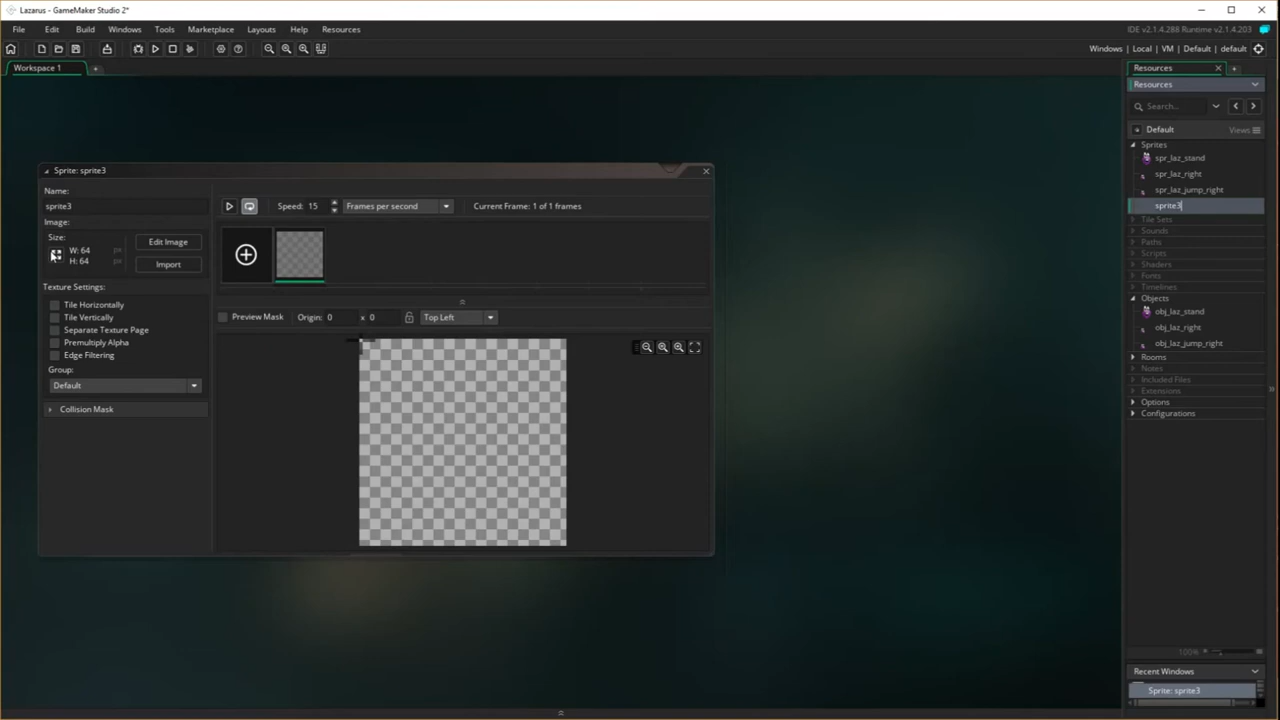 Lazarus - GameMaker Studio 2*
File Edit Build Windows Tools Marketplace Layouts Help Resources
IDE v2.1.4.288 Runtime v2.1.4.203
Windows | Local | VM | Default | default
Workspace 1
Resources
Resources
Search...
Default Views
Sprites
spr_laz_stand
spr_laz_right
spr_laz_jump_right
sprite3
Tile Sets
Sounds
Paths
Scripts
Shaders
Fonts
Timelines
Objects
obj_laz_stand
obj_laz_right
obj_laz_jump_right
Rooms
Notes
Included Files
Extensions
Options
Configurations
100%
Recent Windows
Sprite: sprite3
Sprite: sprite3
Name:
sprite3
Image:
Size:
W: 64 px
H: 64 px
Edit Image
Import
Texture Settings:
Tile Horizontally
Tile Vertically
Separate Texture Page
Premultiply Alpha
Edge Filtering
Group:
Default
Collision Mask
Speed: 15 Frames per second Current Frame: 1 of 1 frames
Preview Mask Origin: 0 x 0 Top Left